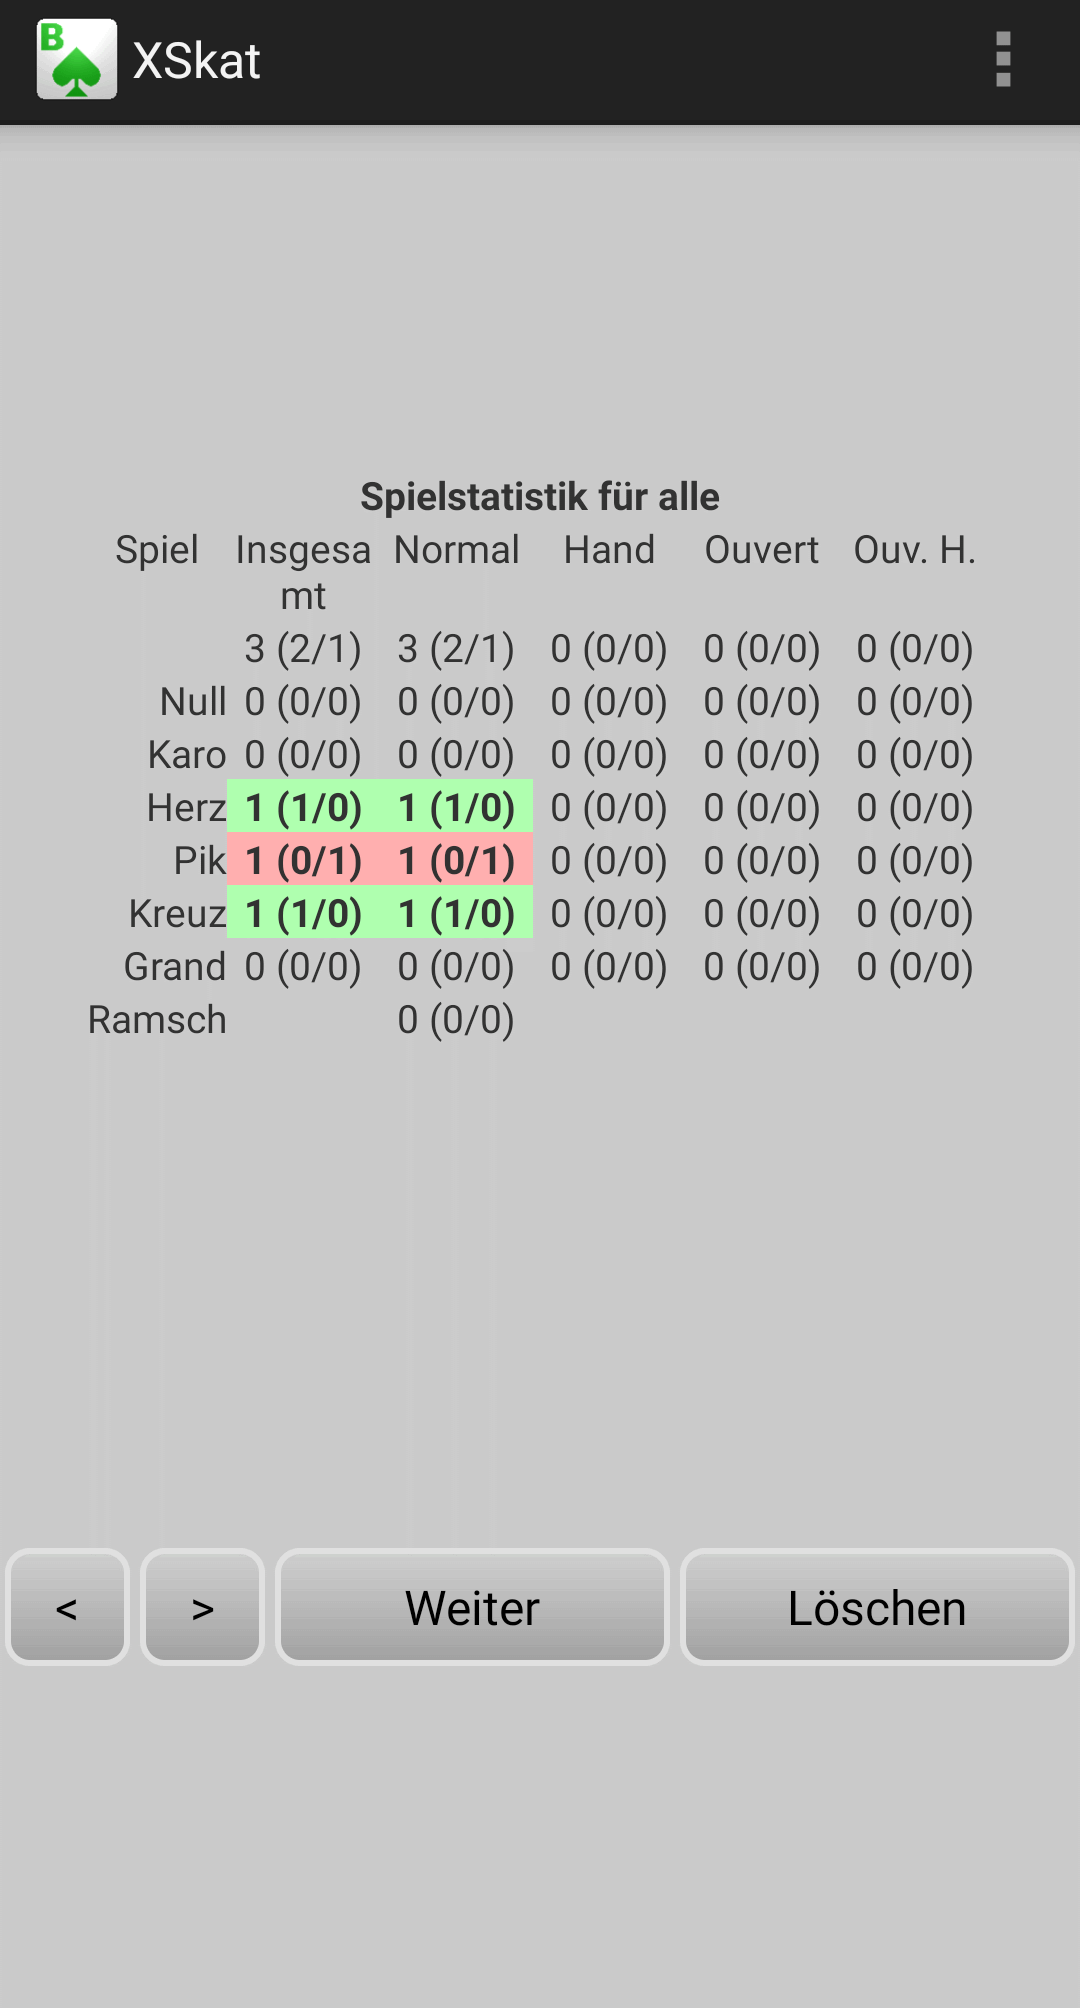 B
XSkat
Spielstatistik für alle
Spiel Insgesa Normal Hand Ouvert Ouv. H.
mt
3 (2/1) 3 (2/1) 0 (0/0) 0 (0/0) 0 (0/0)
Null 0 (0/0) 0 (0/0) 0 (0/0) 0 (0/0) 0 (0/0)
Karo 0 (0/0) 0 (0/0) 0 (0/0) 0 (0/0) 0 (0/0)
Herz 1 (1/0) 1 (1/0) 0 (0/0) 0 (0/0) 0 (0/0)
Pik 1 (0/1) 1 (0/1) 0 (0/0) 0 (0/0) 0 (0/0)
Kreuz 1 (1/0) 1 (1/0) 0 (0/0) 0 (0/0) 0 (0/0)
Grand 0 (0/0) 0 (0/0) 0 (0/0) 0 (0/0) 0 (0/0)
Ramsch 0 (0/0)
< > Weiter Löschen